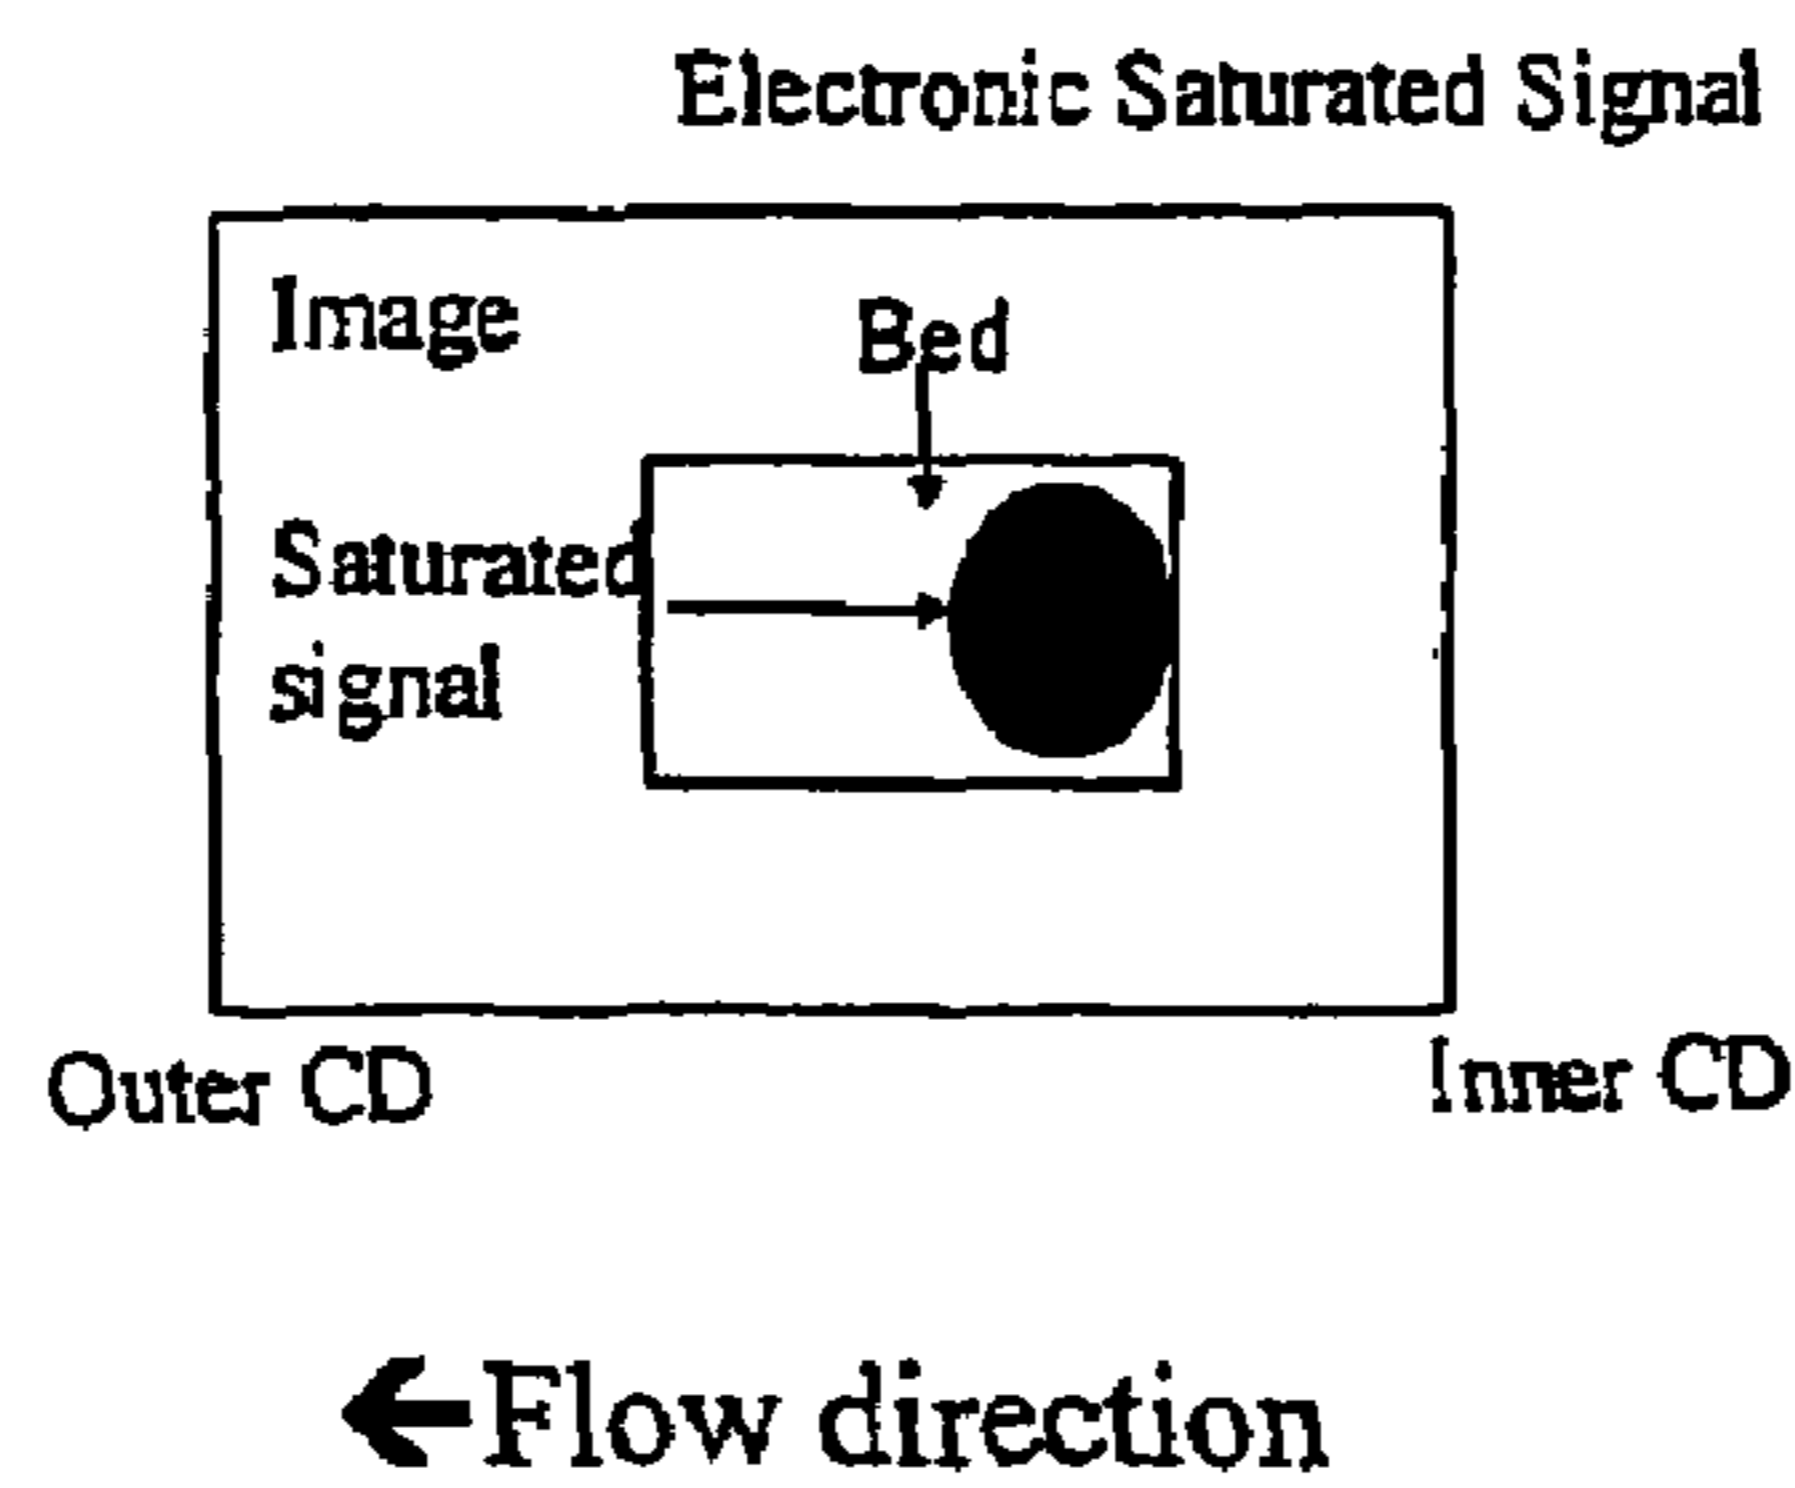 Electronic Saturated Signal
Image
Bed
Saturated
signal
Outer CD
Inner CD
←Flow direction